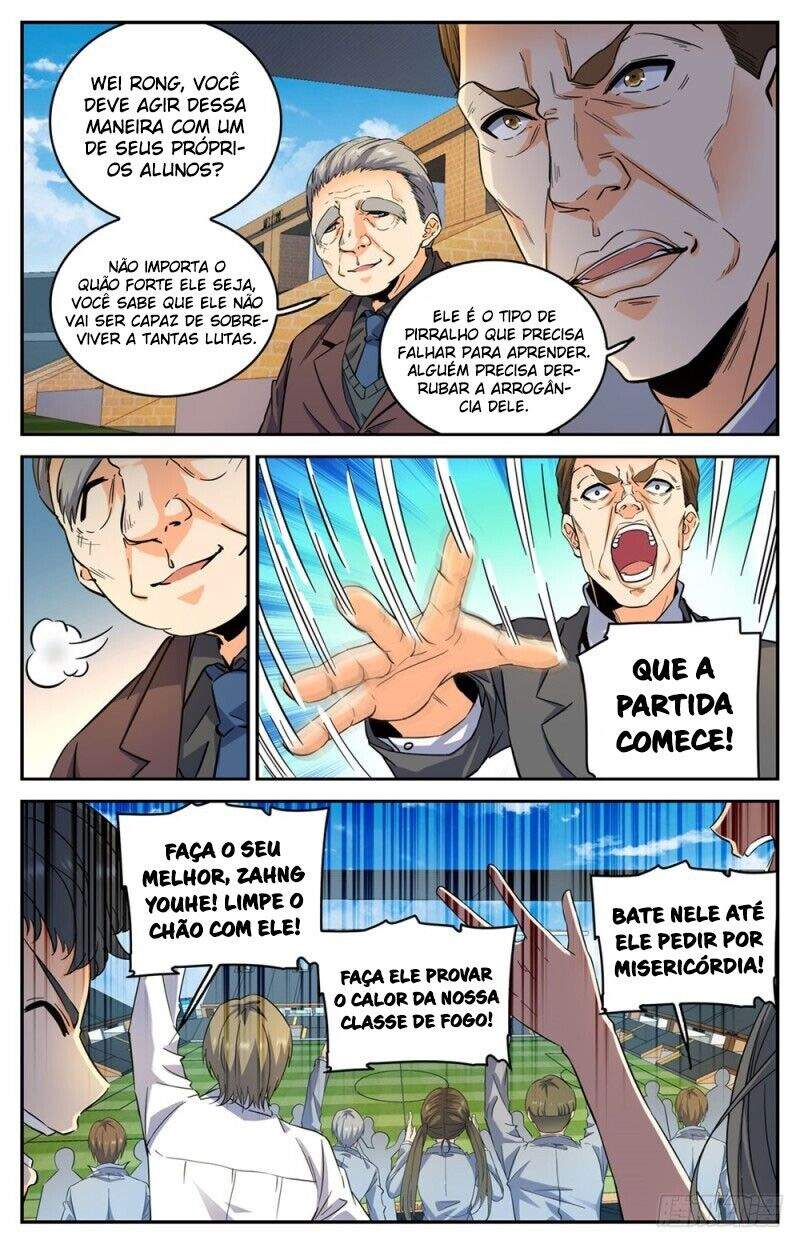 WEI RONG, VOCÊ
DEVE AGIR DESSA
MANEIRA COM UM
DE SEUS PRÓPRI-
OS ALUNOS?
NÃO IMPORTA O
QUÃO FORTE ELE SEJA,
VOCÊ SABE QUE ELE NÃO
VAI SER CAPAZ DE SOBRE-
VIVER A TANTAS LUTAS.
ELE É O TIPO DE
PIRRALHO QUE PRECISA
FALHAR PARA APRENDER.
ALGUÉM PRECISA DER-
RUBAR A ARROGÂN-
CIA DELE.
QUE A
PARTIDA
COMECE!
FAÇA O SEU
MELHOR, ZAHNG
YOUHE! LIMPE O
CHÃO COM ELE!
FAÇA ELE PROVAR
O CALOR DA NOSSA
CLASSE DE FOGO!
BATE NELE ATÉ
ELE PEDIR POR
MISERICÓRDIA!
腾讯动漫